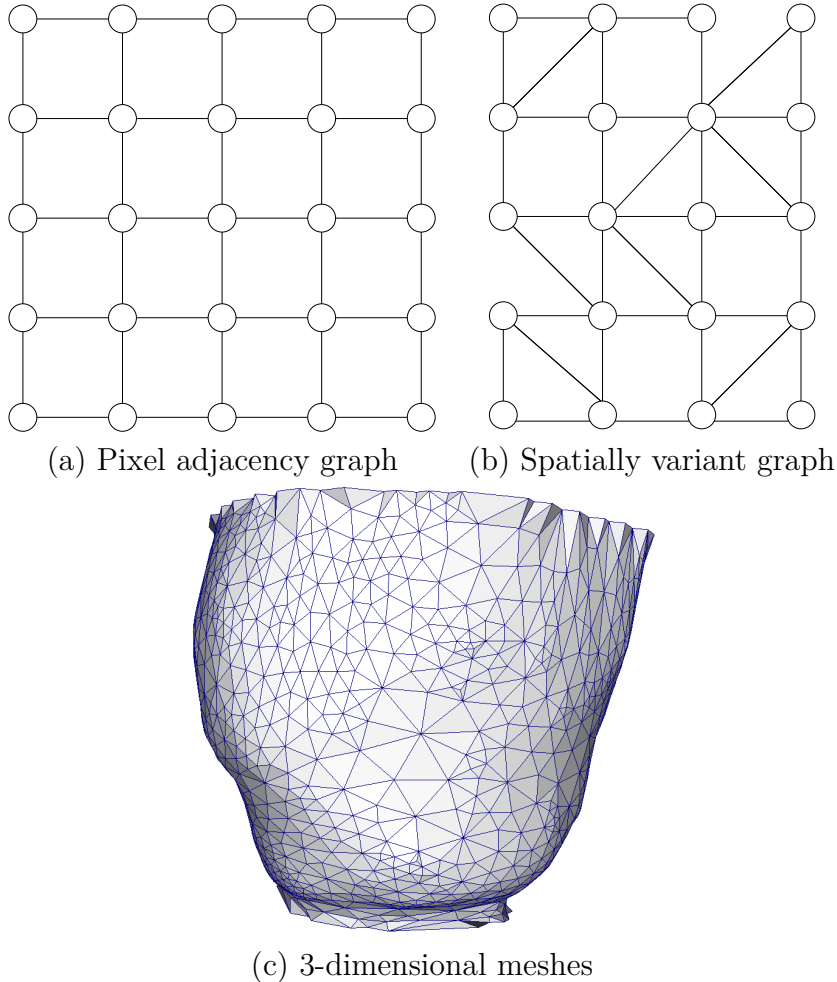 (a) Pixel adjacency graph
(b) Spatially variant graph
(c) 3-dimensional meshes